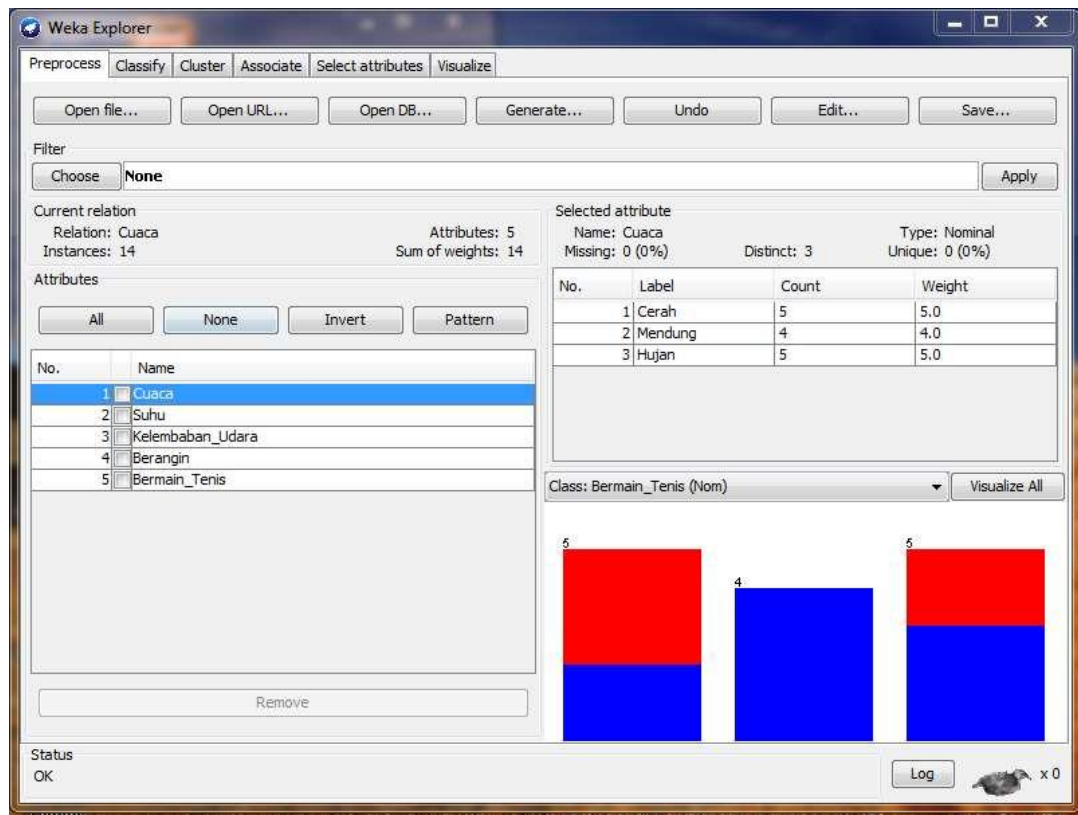 Weka Explorer
Preprocess Classify Cluster Associate Select attributes Visualize
Open file... Open URL... Open DB... Generate... Undo Edit... Save...
Filter
Choose None Apply
Current relation
Relation: Cuaca Attributes: 5
Instances: 14 Sum of weights: 14
Attributes
All None Invert Pattern
No. Name
1 Cuaca
2 Suhu
3 Kelembaban_Udara
4 Berangin
5 Bermain_Tenis
Remove
Selected attribute
Name: Cuaca Type: Nominal
Missing: 0 (0%) Distinct: 3 Unique: 0 (0%)
No. Label Count Weight
1 Cerah 5 5.0
2 Mendung 4 4.0
3 Hujan 5 5.0
Class: Bermain_Tenis (Nom) Visualize All
5 4 5
Status
OK Log x 0